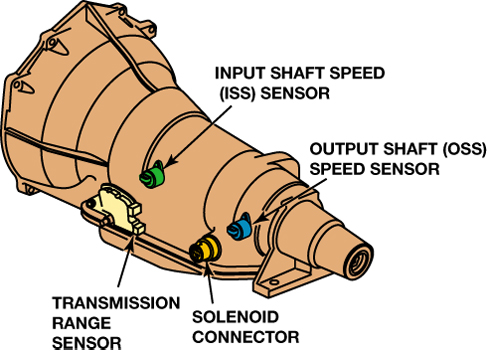 INPUT SHAFT SPEED
(ISS) SENSOR
OUTPUT SHAFT (OSS)
SPEED SENSOR
TRANSMISSION
RANGE
SENSOR
SOLENOID
CONNECTOR